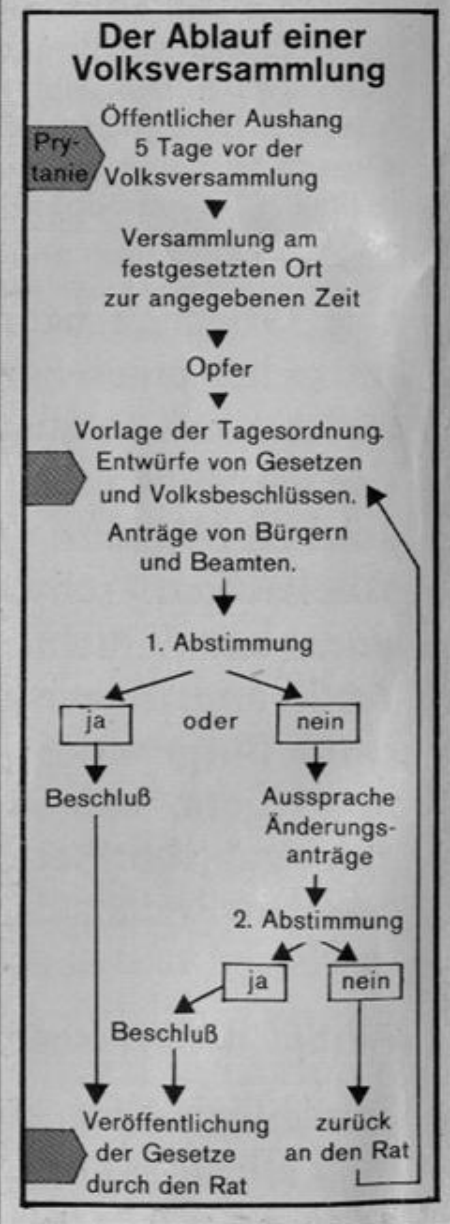 Der Ablauf einer
Volksversammlung
Pry-
tanie
Öffentlicher Aushang
5 Tage vor der
Volksversammlung
Versammlung am
festgesetzten Ort
zur angegebenen Zeit
Opfer
Vorlage der Tagesordnung.
Entwürfe von Gesetzen
und Volksbeschlüssen.
Anträge von Bürgern
und Beamten.
1. Abstimmung
ja oder nein
Beschluß
Aussprache
Änderungs-
anträge
2. Abstimmung
ja nein
Beschluß
Veröffentlichung
der Gesetze
durch den Rat
zurück
an den Rat